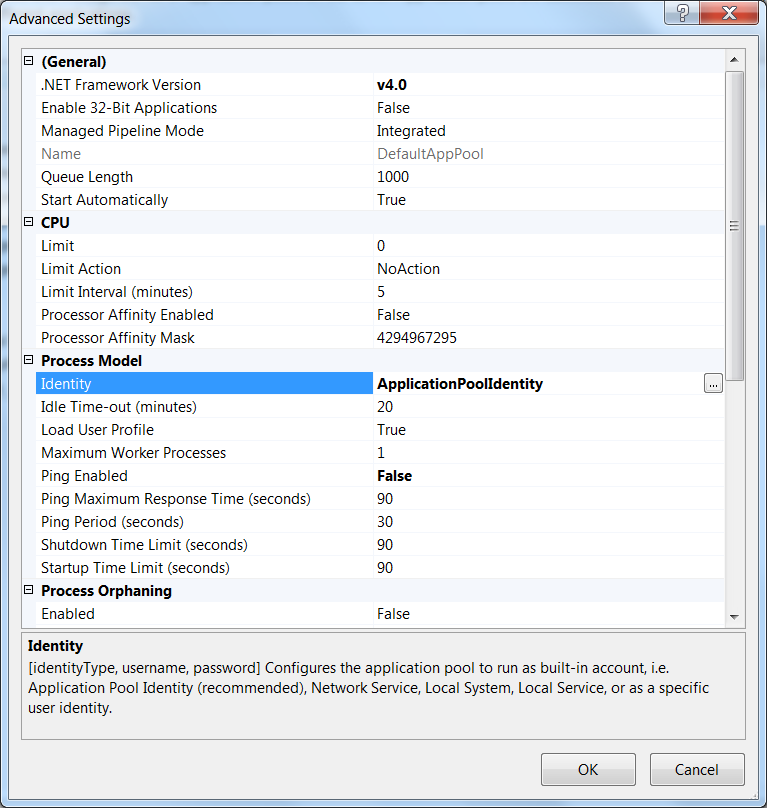 Advanced Settings
(General)
.NET Framework Version v4.0
Enable 32-Bit Applications False
Managed Pipeline Mode Integrated
Name DefaultAppPool
Queue Length 1000
Start Automatically True
CPU
Limit 0
Limit Action NoAction
Limit Interval (minutes) 5
Processor Affinity Enabled False
Processor Affinity Mask 4294967295
Process Model
Identity ApplicationPoolIdentity ...
Idle Time-out (minutes) 20
Load User Profile True
Maximum Worker Processes 1
Ping Enabled False
Ping Maximum Response Time (seconds) 90
Ping Period (seconds) 30
Shutdown Time Limit (seconds) 90
Startup Time Limit (seconds) 90
Process Orphaning
Enabled False
Identity
[identityType, username, password] Configures the application pool to run as built-in account, i.e.
Application Pool Identity (recommended), Network Service, Local System, Local Service, or as a specific
user identity.
OK Cancel